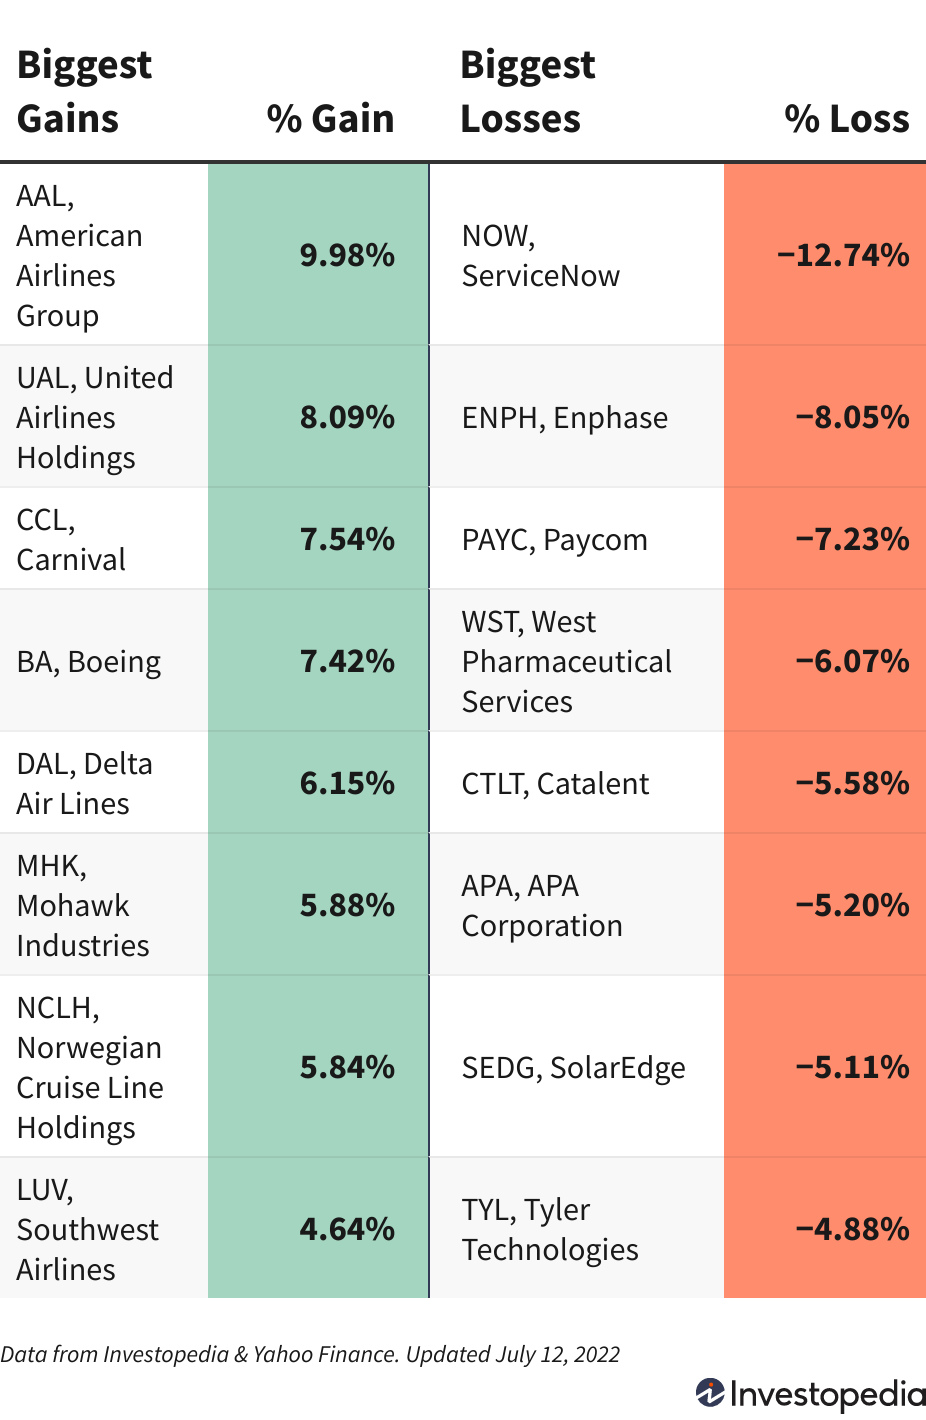 Biggest
Gains
% Gain
Biggest
Losses
% Loss
AAL,
American
Airlines
Group
9.98%
NOW,
ServiceNow
−12.74%
UAL, United
Airlines
Holdings
8.09%
ENPH, Enphase
−8.05%
CCL,
Carnival
7.54%
PAYC, Paycom
−7.23%
BA, Boeing
7.42%
WST, West
Pharmaceutical
Services
−6.07%
DAL, Delta
Air Lines
6.15%
CTLT, Catalent
−5.58%
MHK,
Mohawk
Industries
5.88%
APA, APA
Corporation
−5.20%
NCLH,
Norwegian
Cruise Line
Holdings
5.84%
SEDG, SolarEdge
−5.11%
LUV,
Southwest
Airlines
4.64%
TYL, Tyler
Technologies
−4.88%
Data from Investopedia & Yahoo Finance. Updated July 12, 2022
Investopedia